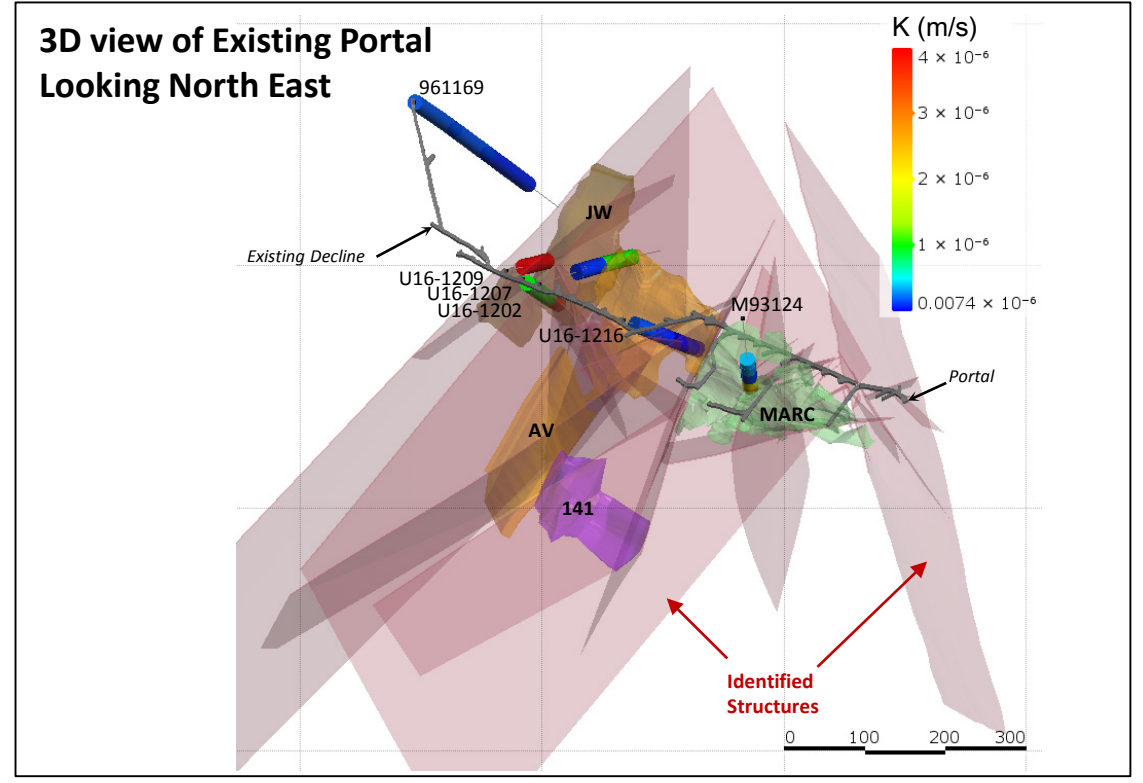 3D view of Existing Portal
Looking North East
K (m/s)
4 × 10⁻⁶
3 × 10⁻⁶
2 × 10⁻⁶
1 × 10⁻⁶
0.0074 × 10⁻⁶
961169
JW
Existing Decline
U16-1209
U16-1207
U16-1202
U16-1216
M93124
Portal
MARC
AV
141
Identified
Structures
0 100 200 300